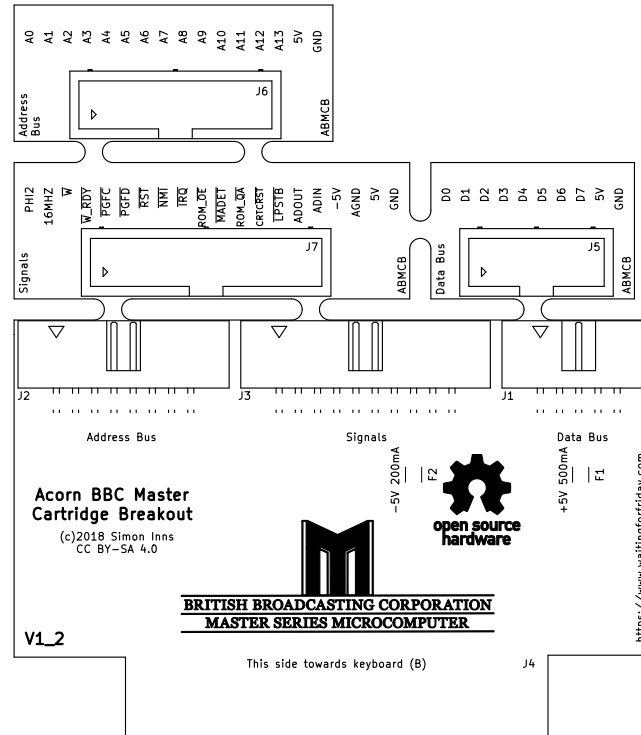 A0 A1 A2 A3 A4 A5 A6 A7 A8 A9 A10 A11 A12 A13 5V GND
J6
Address
Bus
ABMCB
PHI2 16MHZ W W_RDY PGFC PGFD RST NMI IRQ ROM_OE MADET ROM_QA CRTCRST LPSTB ADOUT ADIN -5V AGND 5V GND
J7
Signals
ABMCB
D0 D1 D2 D3 D4 D5 D6 D7 5V GND
J5
Data Bus
ABMCB
J2
J3
J1
Address Bus
Signals
Data Bus
-5V 200mA
F2
+5V 500mA
F1
Acorn BBC Master
Cartridge Breakout
(c)2018 Simon Inns
CC BY-SA 4.0
open source
hardware
https://www.waitingforfriday.com
BRITISH BROADCASTING CORPORATION
MASTER SERIES MICROCOMPUTER
V1_2
This side towards keyboard (B)
J4